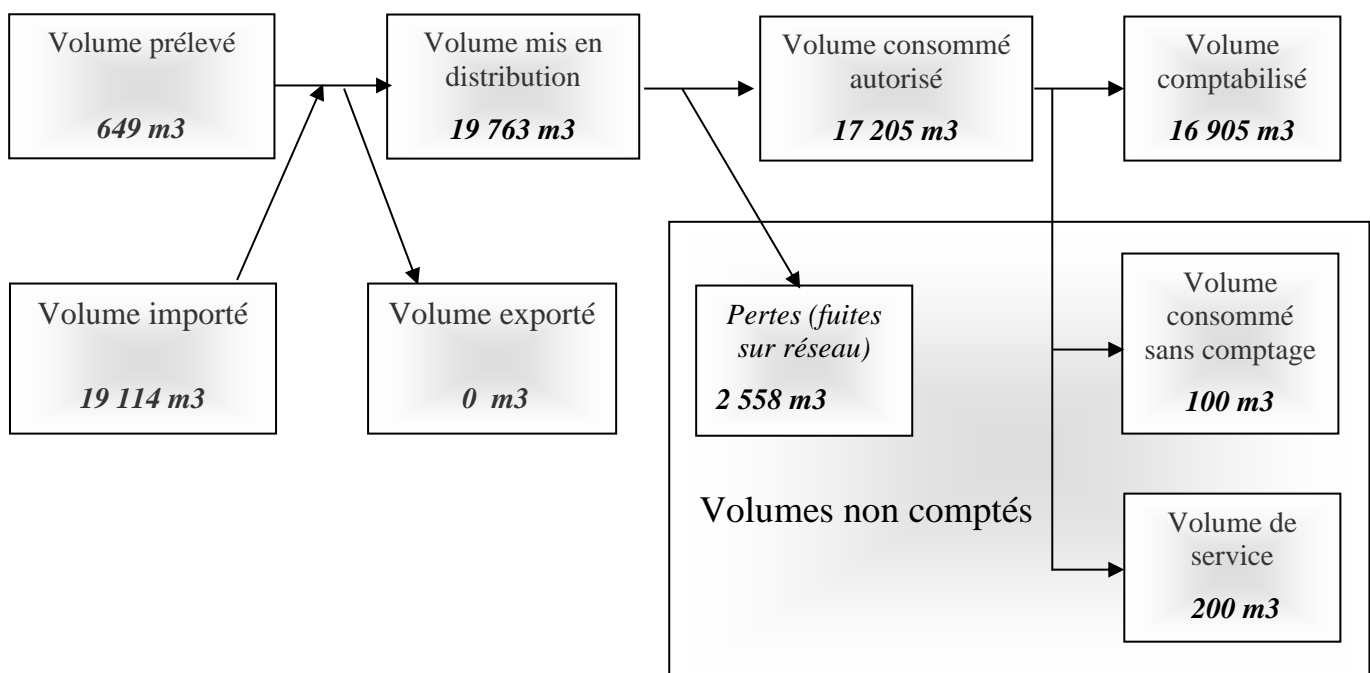 Volume prélevé
649 m3
Volume mis en
distribution
19 763 m3
Volume consommé
autorisé
17 205 m3
Volume
comptabilisé
16 905 m3
Volume importé
19 114 m3
Volume exporté
0 m3
Pertes (fuites
sur réseau)
2 558 m3
Volume
consommé
sans comptage
100 m3
Volumes non comptés
Volume de
service
200 m3